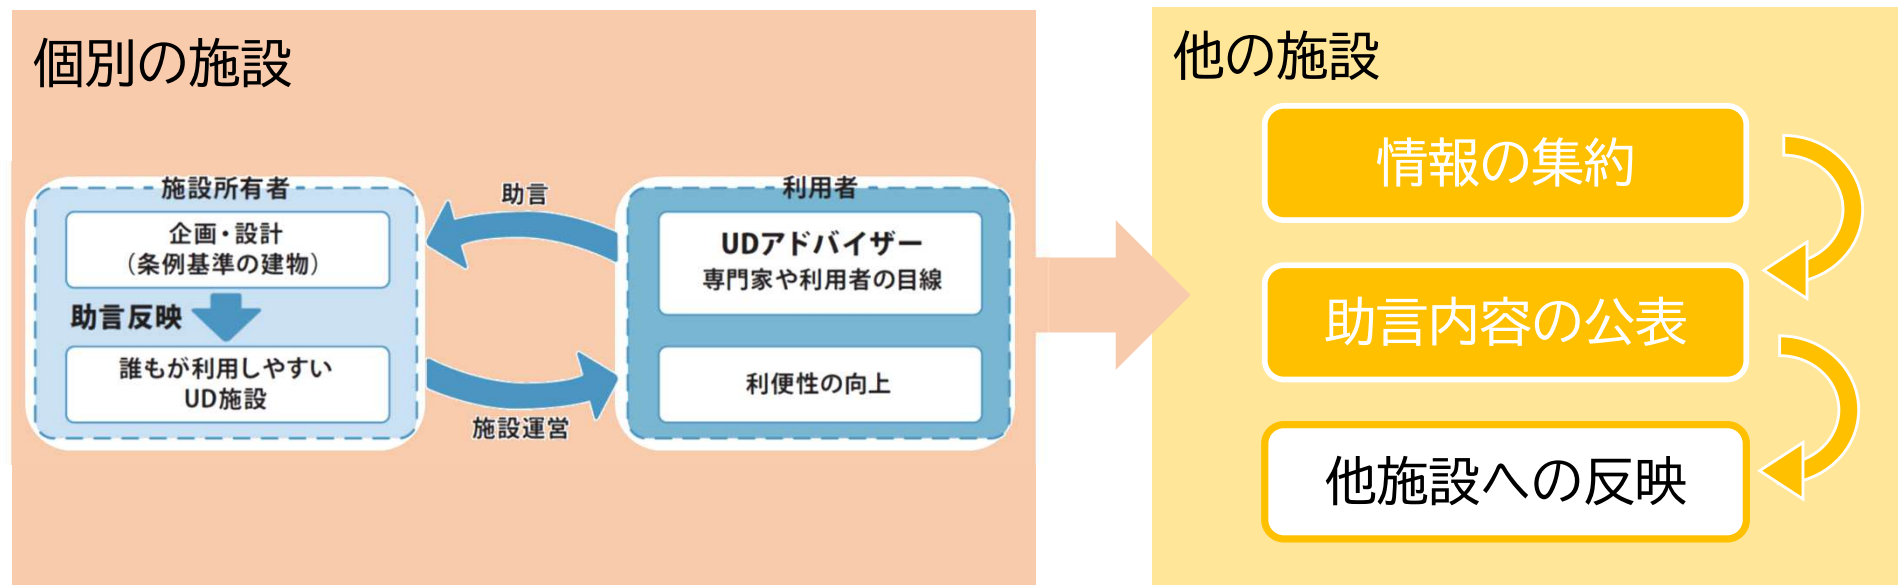 個別の施設
施設所有者
企画・設計
（条例基準の建物）
助言反映
誰もが利用しやすい
UD施設
助言
施設運営
利用者
UDアドバイザー
専門家や利用者の目線
利便性の向上
他の施設
情報の集約
助言内容の公表
他施設への反映